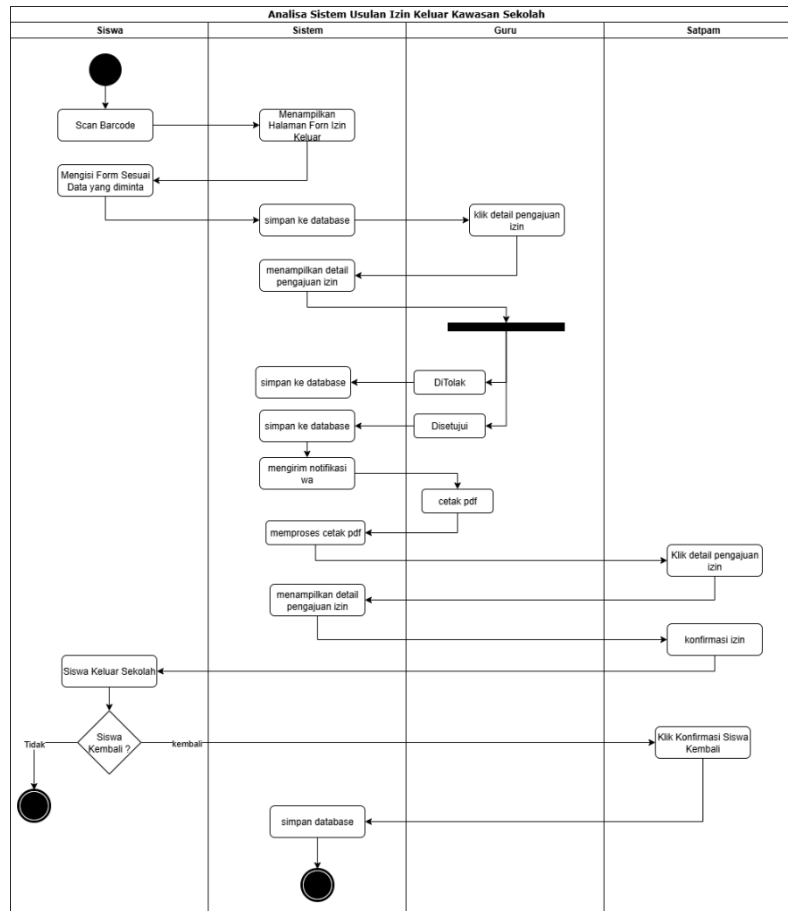 Analisa Sistem Usulan Izin Keluar Kawasan Sekolah
Siswa
Sistem
Guru
Satpam
Scan Barcode
Menampilkan
Halaman Forn Izin
Keluar
Mengisi Form Sesuai
Data yang diminta
simpan ke database
klik detail pengajuan
izin
menampilkan detail
pengajuan izin
simpan ke database
DiTolak
simpan ke database
Disetujui
mengirim notifikasi
wa
cetak pdf
memproses cetak pdf
Klik detail pengajuan
izin
menampilkan detail
pengajuan izin
konfirmasi izin
Siswa Keluar Sekolah
Tidak
Siswa
Kembali ?
kembali
Klik Konfirmasi Siswa
Kembali
simpan database